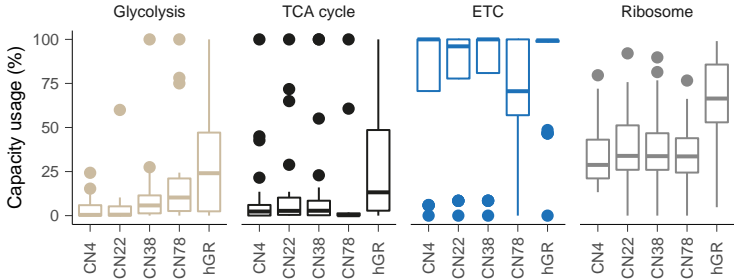 Glycolysis TCA cycle ETC Ribosome
Capacity usage (%)
100
75
50
25
0
CN4 CN22 CN38 CN78 hGR CN4 CN22 CN38 CN78 hGR CN4 CN22 CN38 CN78 hGR CN4 CN22 CN38 CN78 hGR